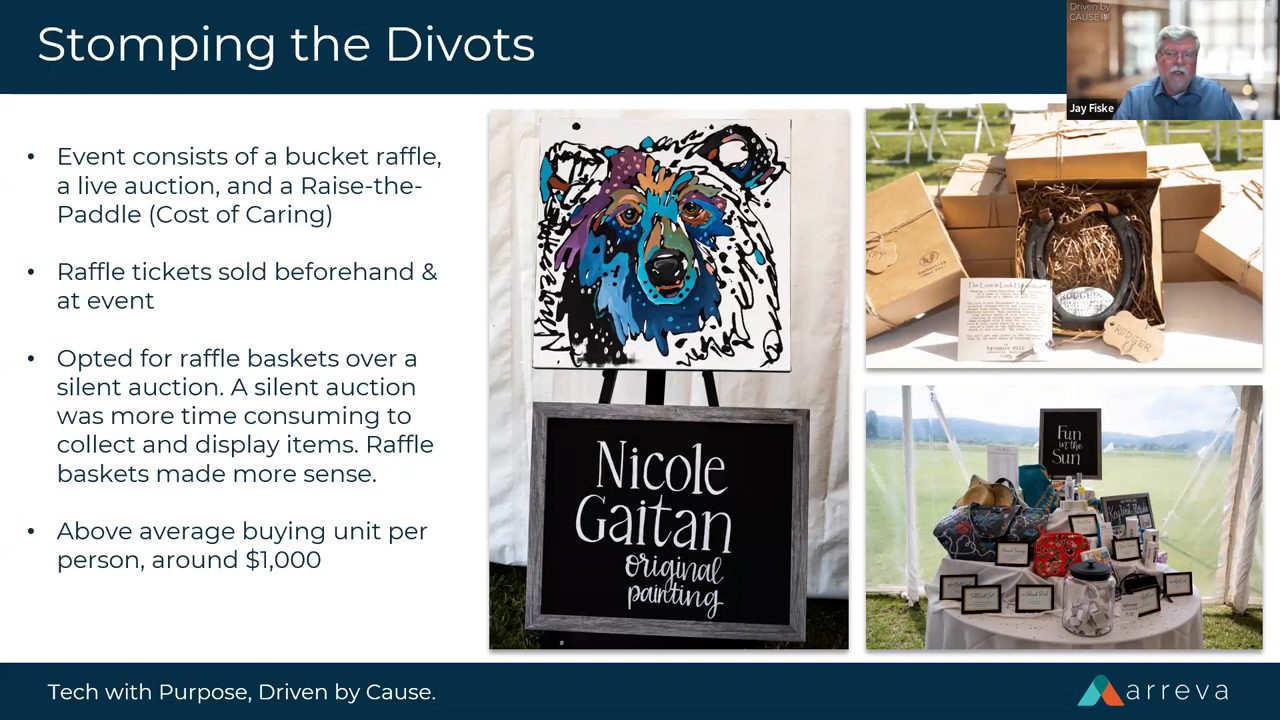 Stomping the Divots
Driven by
CAUSE
Jay Fiske
• Event consists of a bucket raffle,
a live auction, and a Raise-the-
Paddle (Cost of Caring)
• Raffle tickets sold beforehand &
at event
• Opted for raffle baskets over a
silent auction. A silent auction
was more time consuming to
collect and display items. Raffle
baskets made more sense.
• Above average buying unit per
person, around $1,000
Nicole
Gaitan
original
painting
RODGER
Fun
in the
Sun
Tech with Purpose, Driven by Cause.
arreva